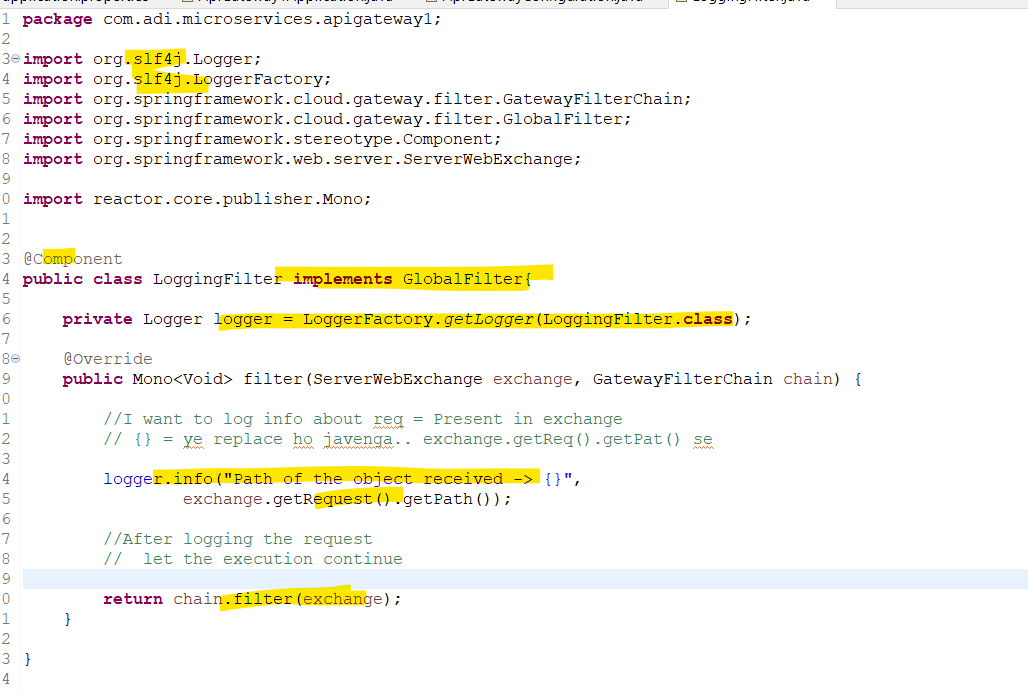 1 package com.adi.microservices.apigateway1;
2
3 import org.slf4j.Logger;
4 import org.slf4j.LoggerFactory;
5 import org.springframework.cloud.gateway.filter.GatewayFilterChain;
6 import org.springframework.cloud.gateway.filter.GlobalFilter;
7 import org.springframework.stereotype.Component;
8 import org.springframework.web.server.ServerWebExchange;
9
0 import reactor.core.publisher.Mono;
1
2
3 @Component
4 public class LoggingFilter implements GlobalFilter{
5
6     private Logger logger = LoggerFactory.getLogger(LoggingFilter.class);
7
8     @Override
9     public Mono<Void> filter(ServerWebExchange exchange, GatewayFilterChain chain) {
0
1         //I want to log info about req = Present in exchange
2         // {} = ye replace ho javenga.. exchange.getReq().getPat() se
3
4         logger.info("Path of the object received -> {}",
5                 exchange.getRequest().getPath());
6
7         //After logging the request
8         //  let the execution continue
9
0         return chain.filter(exchange);
1     }
2
3 }
4